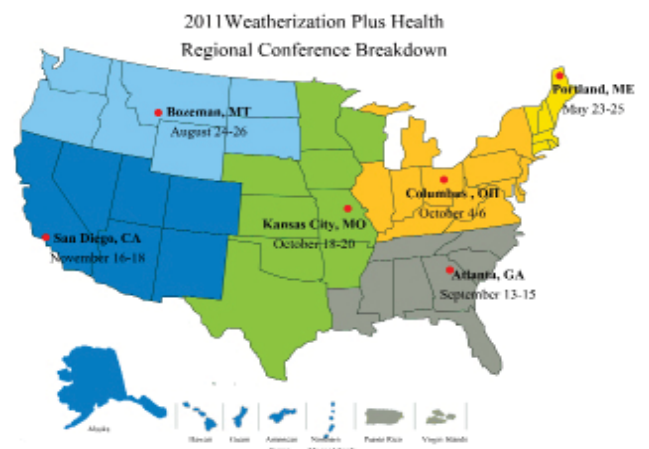 2011Weatherization Plus Health
Regional Conference Breakdown
Portland, ME
May 23-25
Bozeman, MT
August 24-26
Columbus , OH
October 4/6
Kansas City, MO
October 18-20
San Diego, CA
November 16-18
Atlanta, GA
September 13-15
Alaska
Hawaii
Guam
American
Northern
Puerto Rico
Virgin Islands